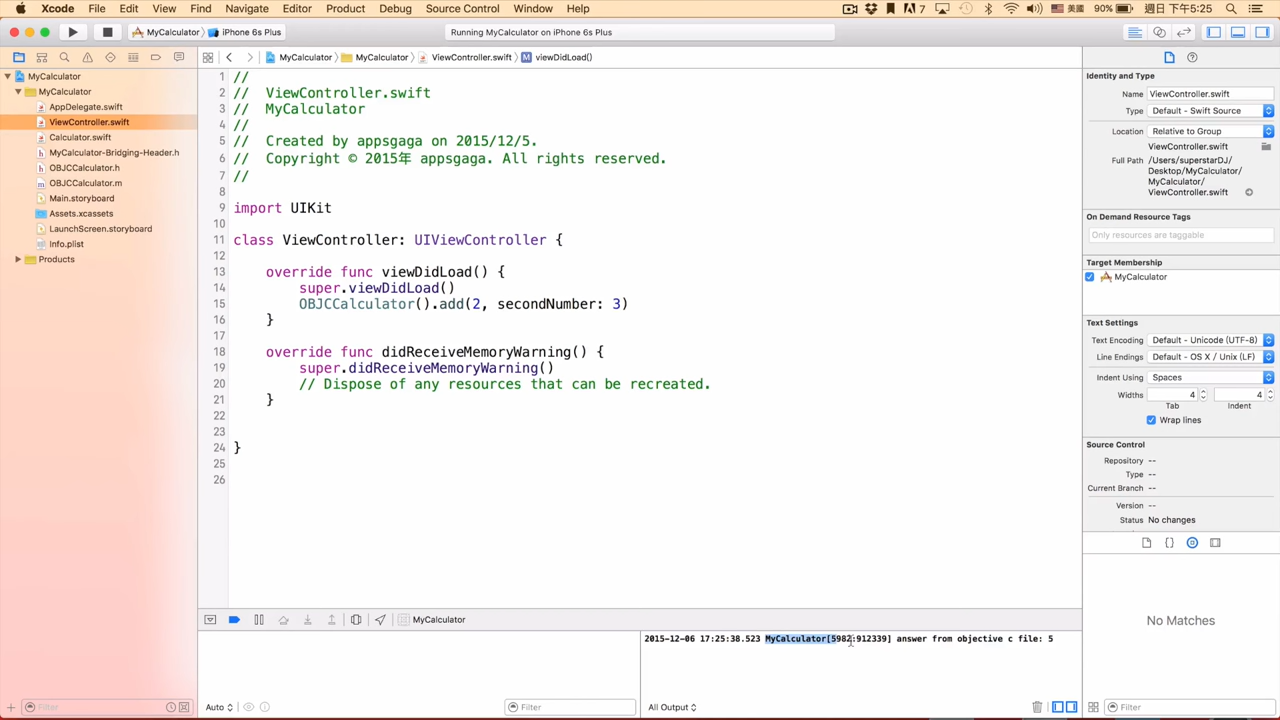 Xcode File Edit View Find Navigate Editor Product Debug Source Control Window Help 7 美國 90% 週日 下午5:25
MyCalculator iPhone 6s Plus Running MyCalculator on iPhone 6s Plus
MyCalculator MyCalculator ViewController.swift M viewDidLoad()
MyCalculator
MyCalculator
AppDelegate.swift
ViewController.swift
Calculator.swift
MyCalculator-Bridging-Header.h
OBJCCalculator.h
OBJCCalculator.m
Main.storyboard
Assets.xcassets
LaunchScreen.storyboard
Info.plist
Products
Filter
1 //
2 // ViewController.swift
3 // MyCalculator
4 //
5 // Created by appsgaga on 2015/12/5.
6 // Copyright © 2015年 appsgaga. All rights reserved.
7 //
8
9 import UIKit
10
11 class ViewController: UIViewController {
12
13 override func viewDidLoad() {
14 super.viewDidLoad()
15 OBJCCalculator().add(2, secondNumber: 3)
16 }
17
18 override func didReceiveMemoryWarning() {
19 super.didReceiveMemoryWarning()
20 // Dispose of any resources that can be recreated.
21 }
22
23
24 }
25
26
MyCalculator
2015-12-06 17:25:38.523 MyCalculator[5982:912339] answer from objective c file: 5
Auto Filter All Output
Identity and Type
Name ViewController.swift
Type Default - Swift Source
Location Relative to Group
ViewController.swift
Full Path /Users/superstarDJ/
Desktop/MyCalculator/
MyCalculator/
ViewController.swift
On Demand Resource Tags
Only resources are taggable
Target Membership
MyCalculator
Text Settings
Text Encoding Default - Unicode (UTF-8)
Line Endings Default - OS X / Unix (LF)
Indent Using Spaces
Widths 4 4
Tab Indent
Wrap lines
Source Control
Repository --
Type --
Current Branch --
Version --
Status No changes
No Matches
Filter